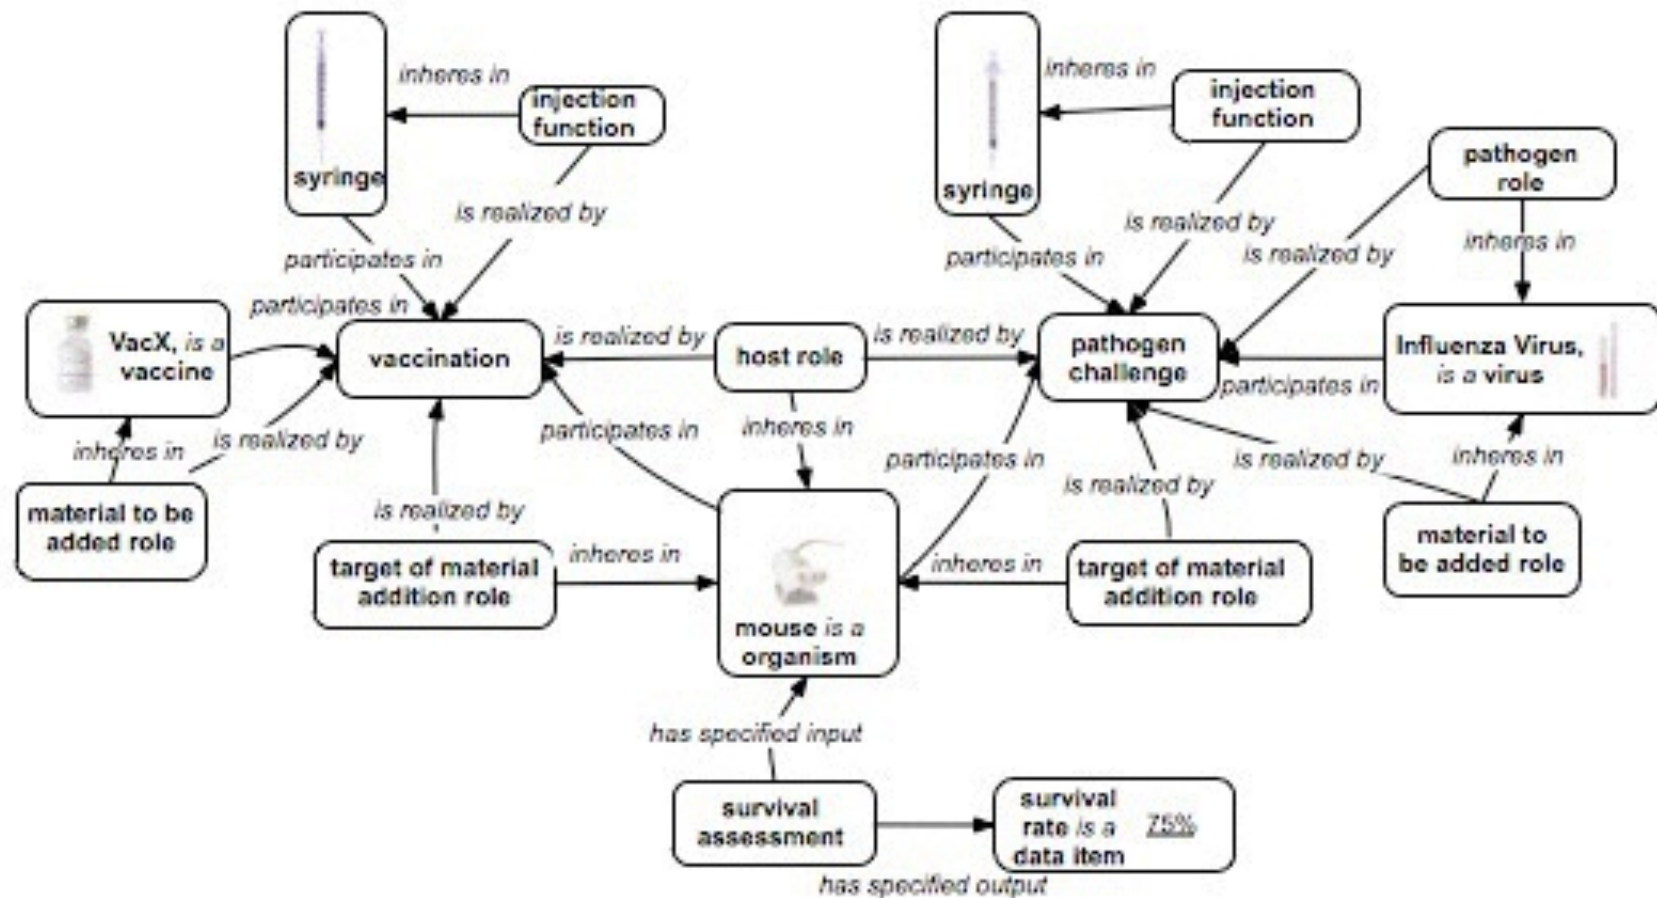 inheres in
injection
function
syringe
is realized by
participates in
inheres in
injection
function
syringe
is realized by
participates in
pathogen
role
is realized by
inheres in
participates in
VacX, is a
vaccine
vaccination
is realized by
host role
is realized by
pathogen
challenge
Influenza Virus,
is a virus
participates in
inheres in
is realized by
participates in
inheres in
participates in
is realized by
inheres in
material to be
added role
is realized by
is realized by
material to
be added role
target of material
addition role
inheres in
inheres in
target of material
addition role
mouse is a
organism
has specified input
survival
assessment
survival
rate is a
data item
75%
has specified output